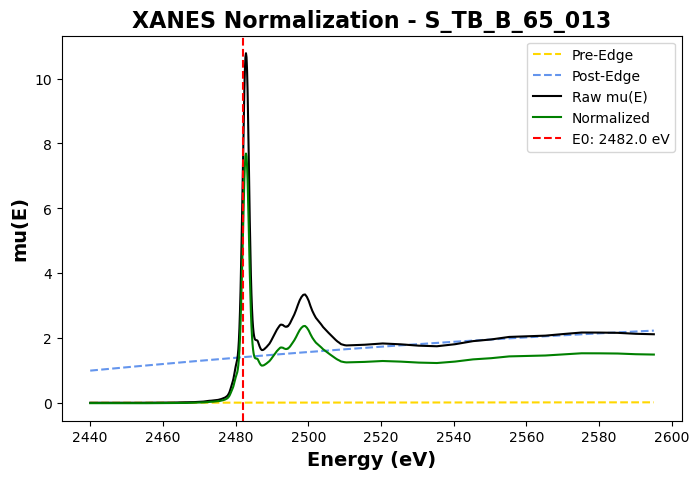 XANES Normalization - S_TB_B_65_013
Pre-Edge
Post-Edge
Raw mu(E)
Normalized
E0: 2482.0 eV
mu(E)
10
8
6
4
2
0
2440 2460 2480 2500 2520 2540 2560 2580 2600
Energy (eV)